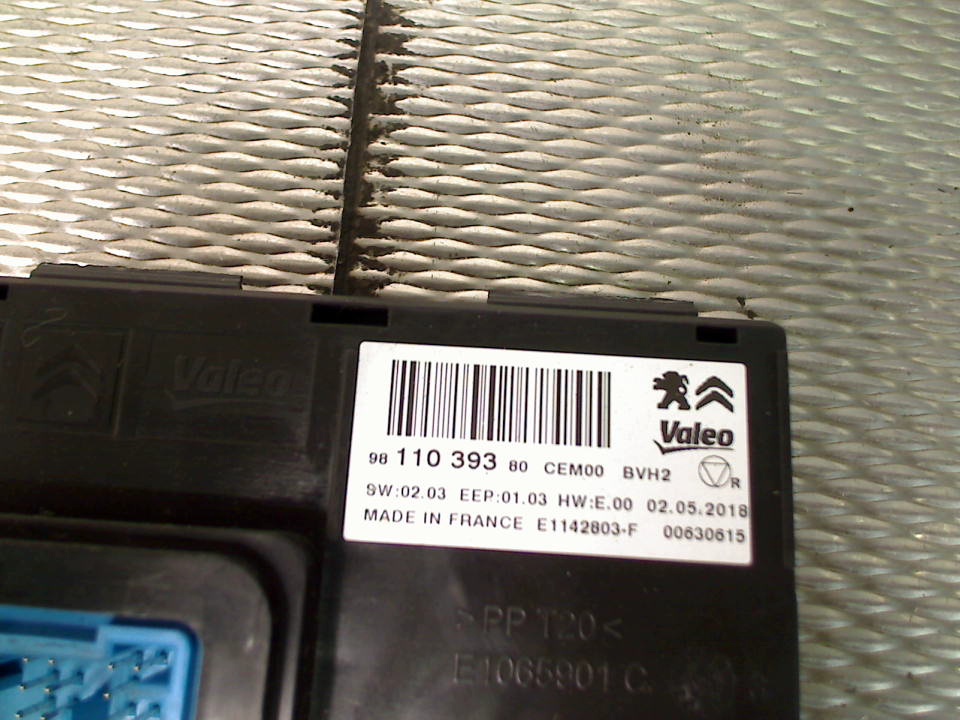 Valeo
Valeo
98 110 393 80 CEM00 BVH2
R
SW:02.03 EEP:01.03 HW:E.00 02.05.2018
MADE IN FRANCE E1142803-F 00630615
>PP T20<
E1065901 C